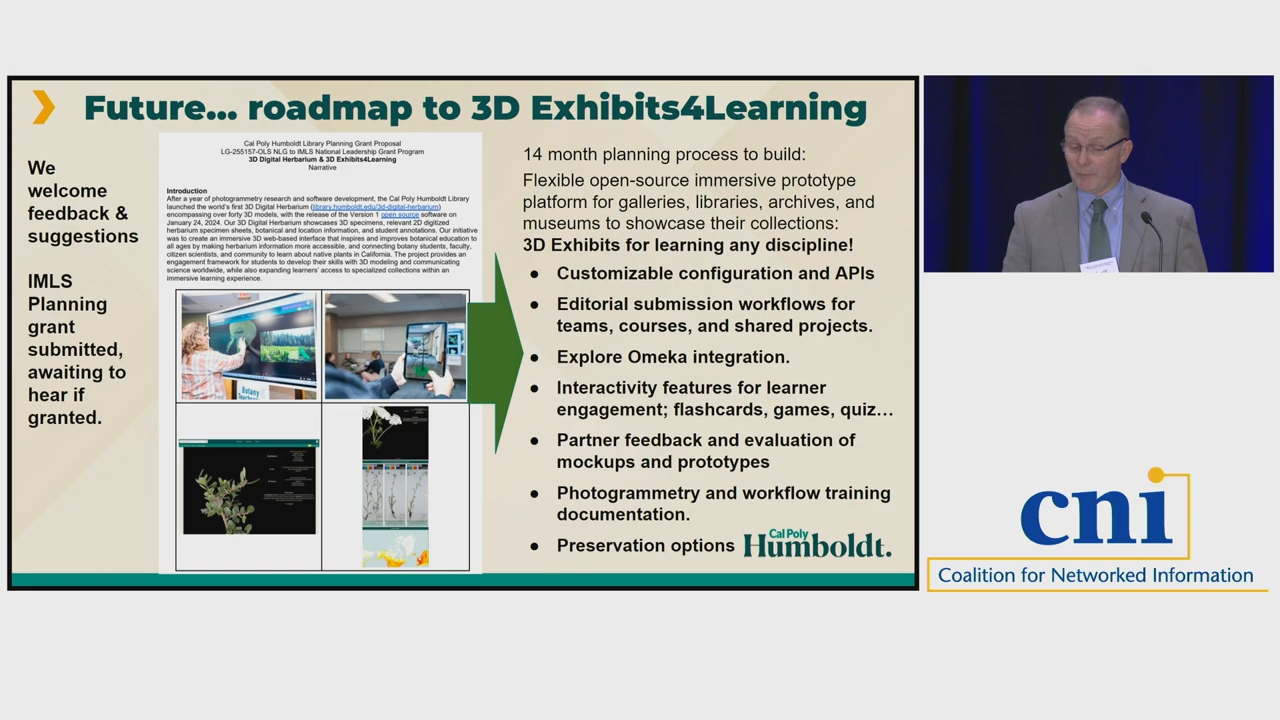 Future... roadmap to 3D Exhibits4Learning
We
welcome
feedback &
suggestions
IMLS
Planning
grant
submitted,
awaiting to
hear if
granted.
Cal Poly Humboldt Library Planning Grant Proposal
LG-255157-OLS NLG to IMLS National Leadership Grant Program
3D Digital Herbarium & 3D Exhibits4Learning
Narrative
Introduction
After a year of photogrammetry research and software development, the Cal Poly Humboldt Library
launched the world's first 3D Digital Herbarium (library.humboldt.edu/3d-digital-herbarium)
encompassing over forty 3D models, with the release of the Version 1 open source software on
January 24, 2024. Our 3D Digital Herbarium showcases 3D specimens, relevant 2D digitized
herbarium specimen sheets, botanical and location information, and student annotations. Our initiative
was to create an immersive 3D web-based interface that inspires and improves botanical education to
all ages by making herbarium information more accessible, and connecting botany students, faculty,
citizen scientists, and community to learn about native plants in California. The project provides an
engagement framework for students to develop their skills with 3D modeling and communicating
science worldwide, while also expanding learners' access to specialized collections within an
immersive learning experience.
Botany
14 month planning process to build:
Flexible open-source immersive prototype
platform for galleries, libraries, archives, and
museums to showcase their collections:
3D Exhibits for learning any discipline!
● Customizable configuration and APIs
● Editorial submission workflows for
teams, courses, and shared projects.
● Explore Omeka integration.
● Interactivity features for learner
engagement; flashcards, games, quiz...
● Partner feedback and evaluation of
mockups and prototypes
● Photogrammetry and workflow training
documentation.
● Preservation options
Cal Poly
Humboldt.
cni
Coalition for Networked Information